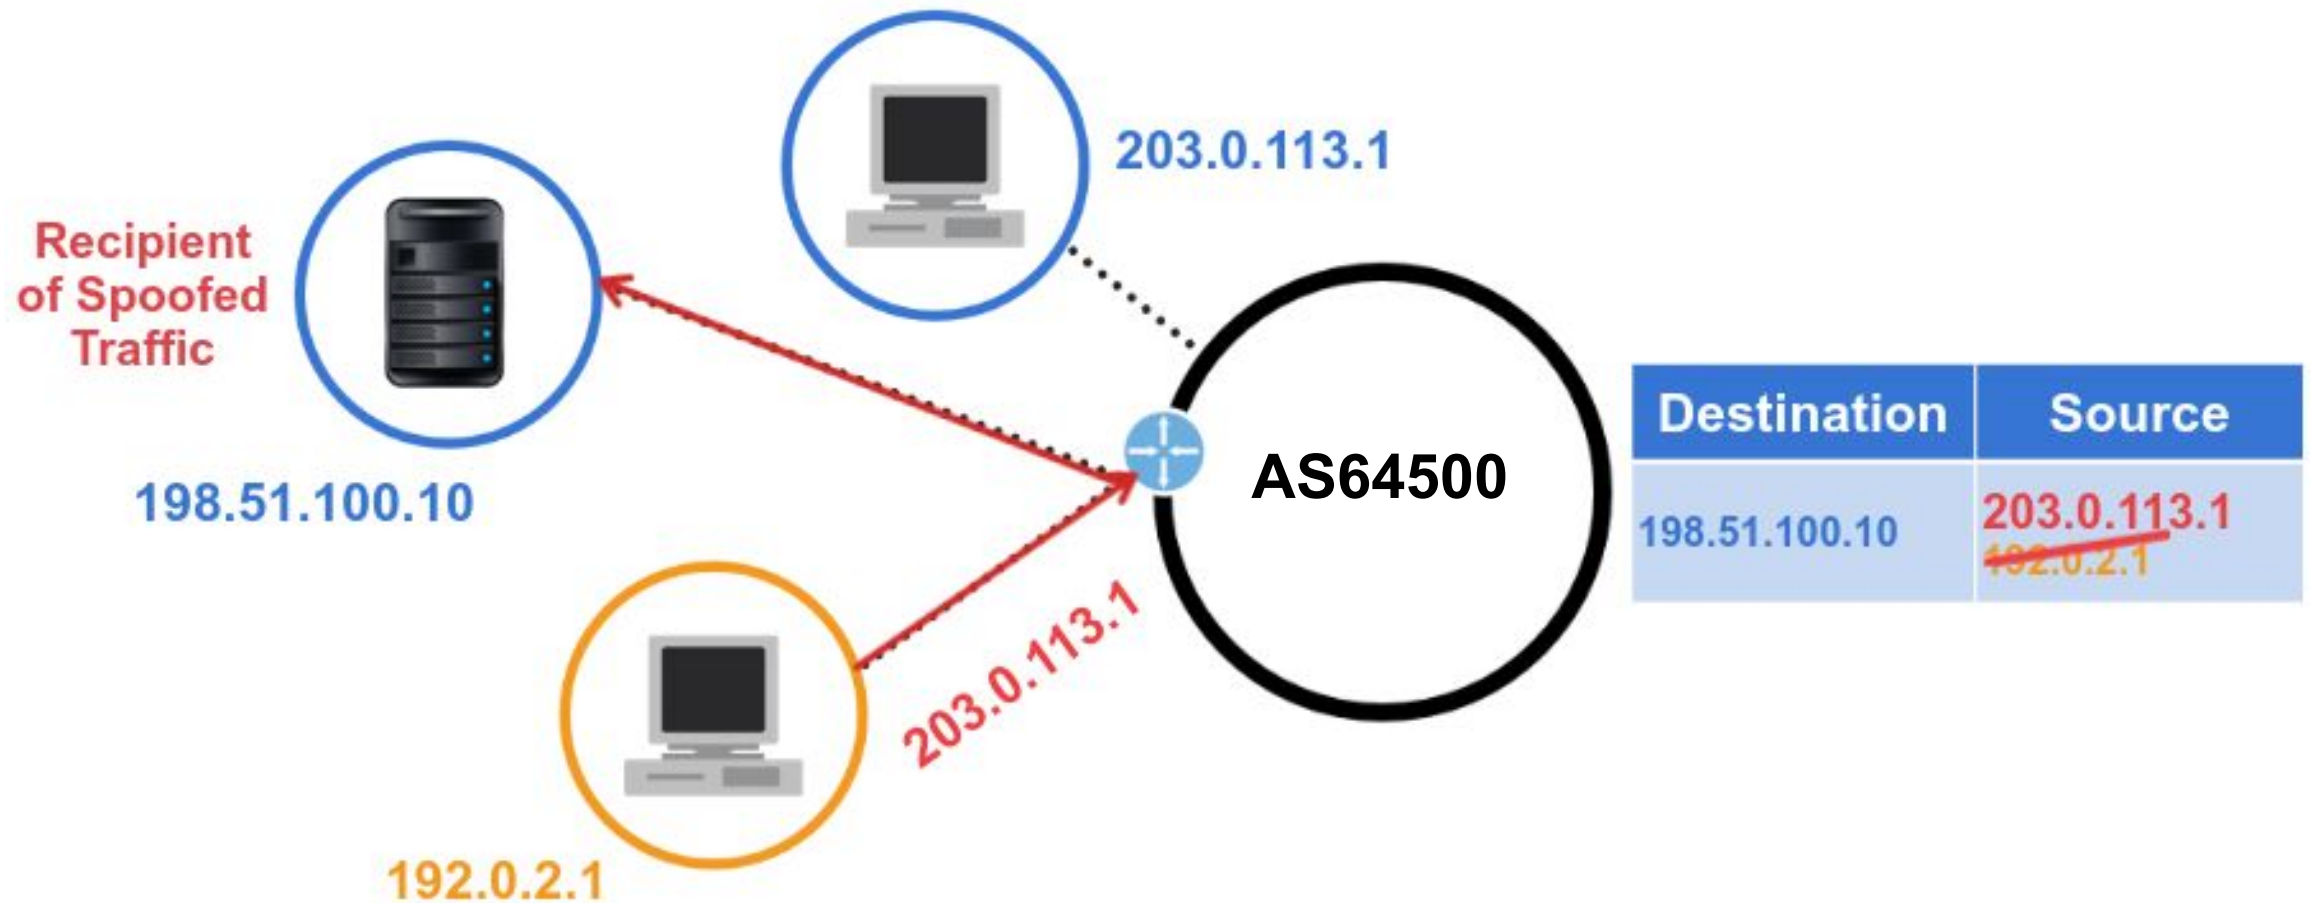 203.0.113.1
Recipient
of Spoofed
Traffic
198.51.100.10
AS64500
Destination Source
198.51.100.10
203.0.113.1
192.0.2.1
203.0.113.1
192.0.2.1